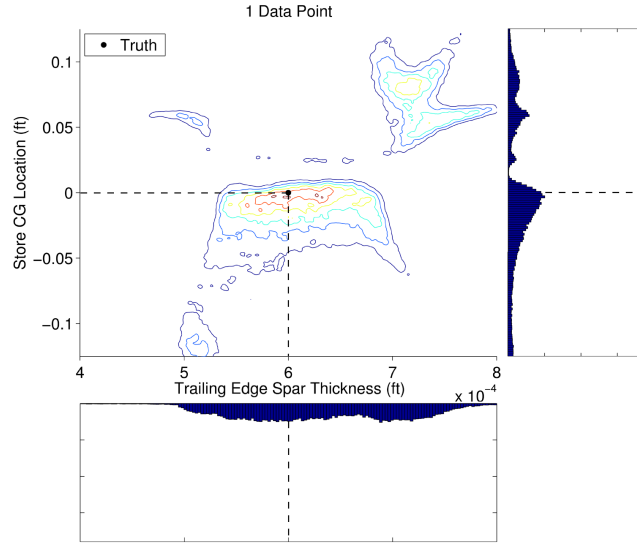 1 Data Point
Truth
Store CG Location (ft)
0.1
0.05
0
−0.05
−0.1
4
5
6
7
8
x 10⁻⁴
Trailing Edge Spar Thickness (ft)